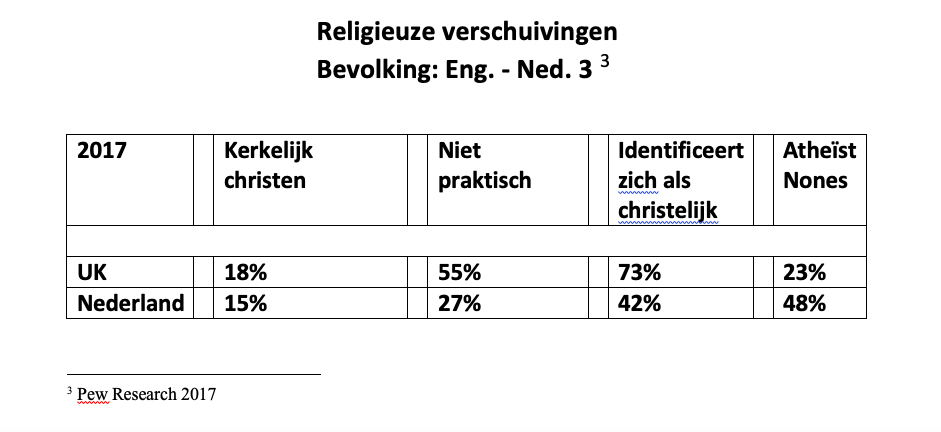 Religieuze verschuivingen
Bevolking: Eng. - Ned. 3 ³
2017 Kerkelijk christen Niet praktisch Identificeert zich als christelijk Atheïst Nones
UK 18% 55% 73% 23%
Nederland 15% 27% 42% 48%
³ Pew Research 2017